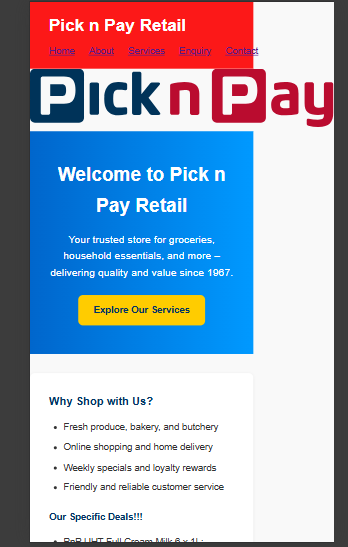 Pick n Pay Retail
Home About Services Enquiry Contact
Pick n Pay
Welcome to Pick n
Pay Retail
Your trusted store for groceries,
household essentials, and more –
delivering quality and value since 1967.
Explore Our Services
Why Shop with Us?
• Fresh produce, bakery, and butchery
• Online shopping and home delivery
• Weekly specials and loyalty rewards
• Friendly and reliable customer service
Our Specific Deals!!!
• PnP UHT Full Cream Milk 6 x 1L: